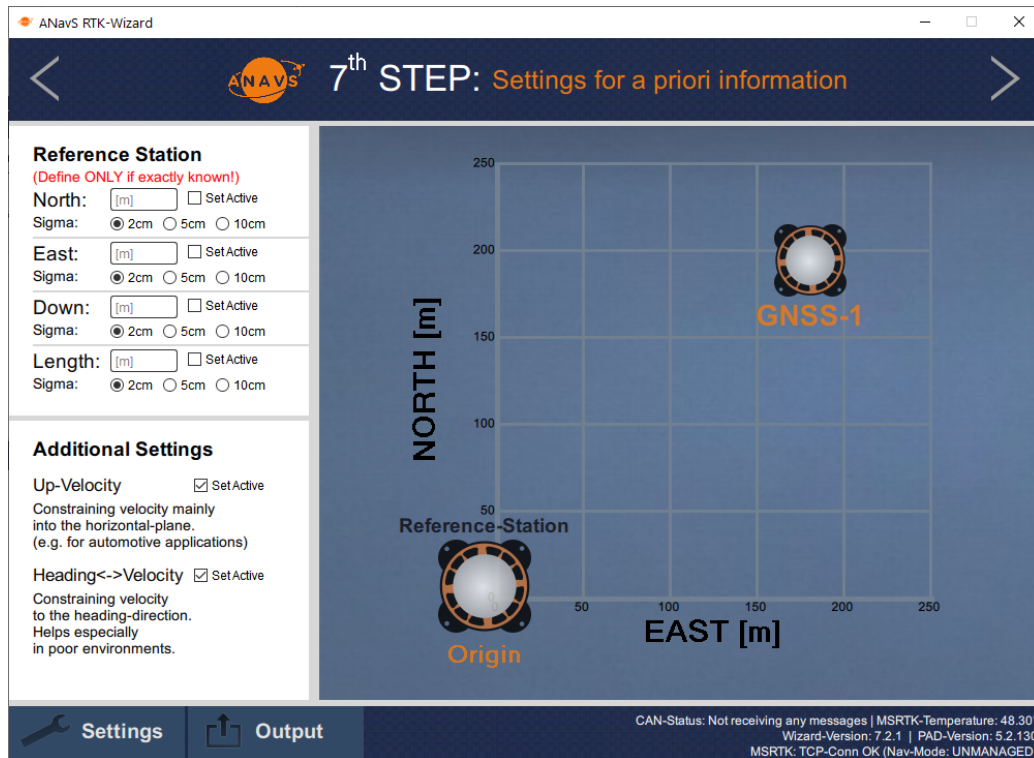 ANavS RTK-Wizard
ANAVS
7th STEP: Settings for a priori information
Reference Station
(Define ONLY if exactly known!)
North: [m] Set Active
Sigma: 2cm 5cm 10cm
East: [m] Set Active
Sigma: 2cm 5cm 10cm
Down: [m] Set Active
Sigma: 2cm 5cm 10cm
Length: [m] Set Active
Sigma: 2cm 5cm 10cm
Additional Settings
Up-Velocity Set Active
Constraining velocity mainly
into the horizontal-plane.
(e.g. for automotive applications)
Heading<->Velocity Set Active
Constraining velocity
to the heading-direction.
Helps especially
in poor environments.
250
200
150
100
50
NORTH [m]
GNSS-1
Reference-Station
0
0
50 100 150 200 250
EAST [m]
Origin
Settings
Output
CAN-Status: Not receiving any messages | MSRTK-Temperature: 48.30
Wizard-Version: 7.2.1 | PAD-Version: 5.2.130
MSRTK: TCP-Conn OK (Nav-Mode: UNMANAGED